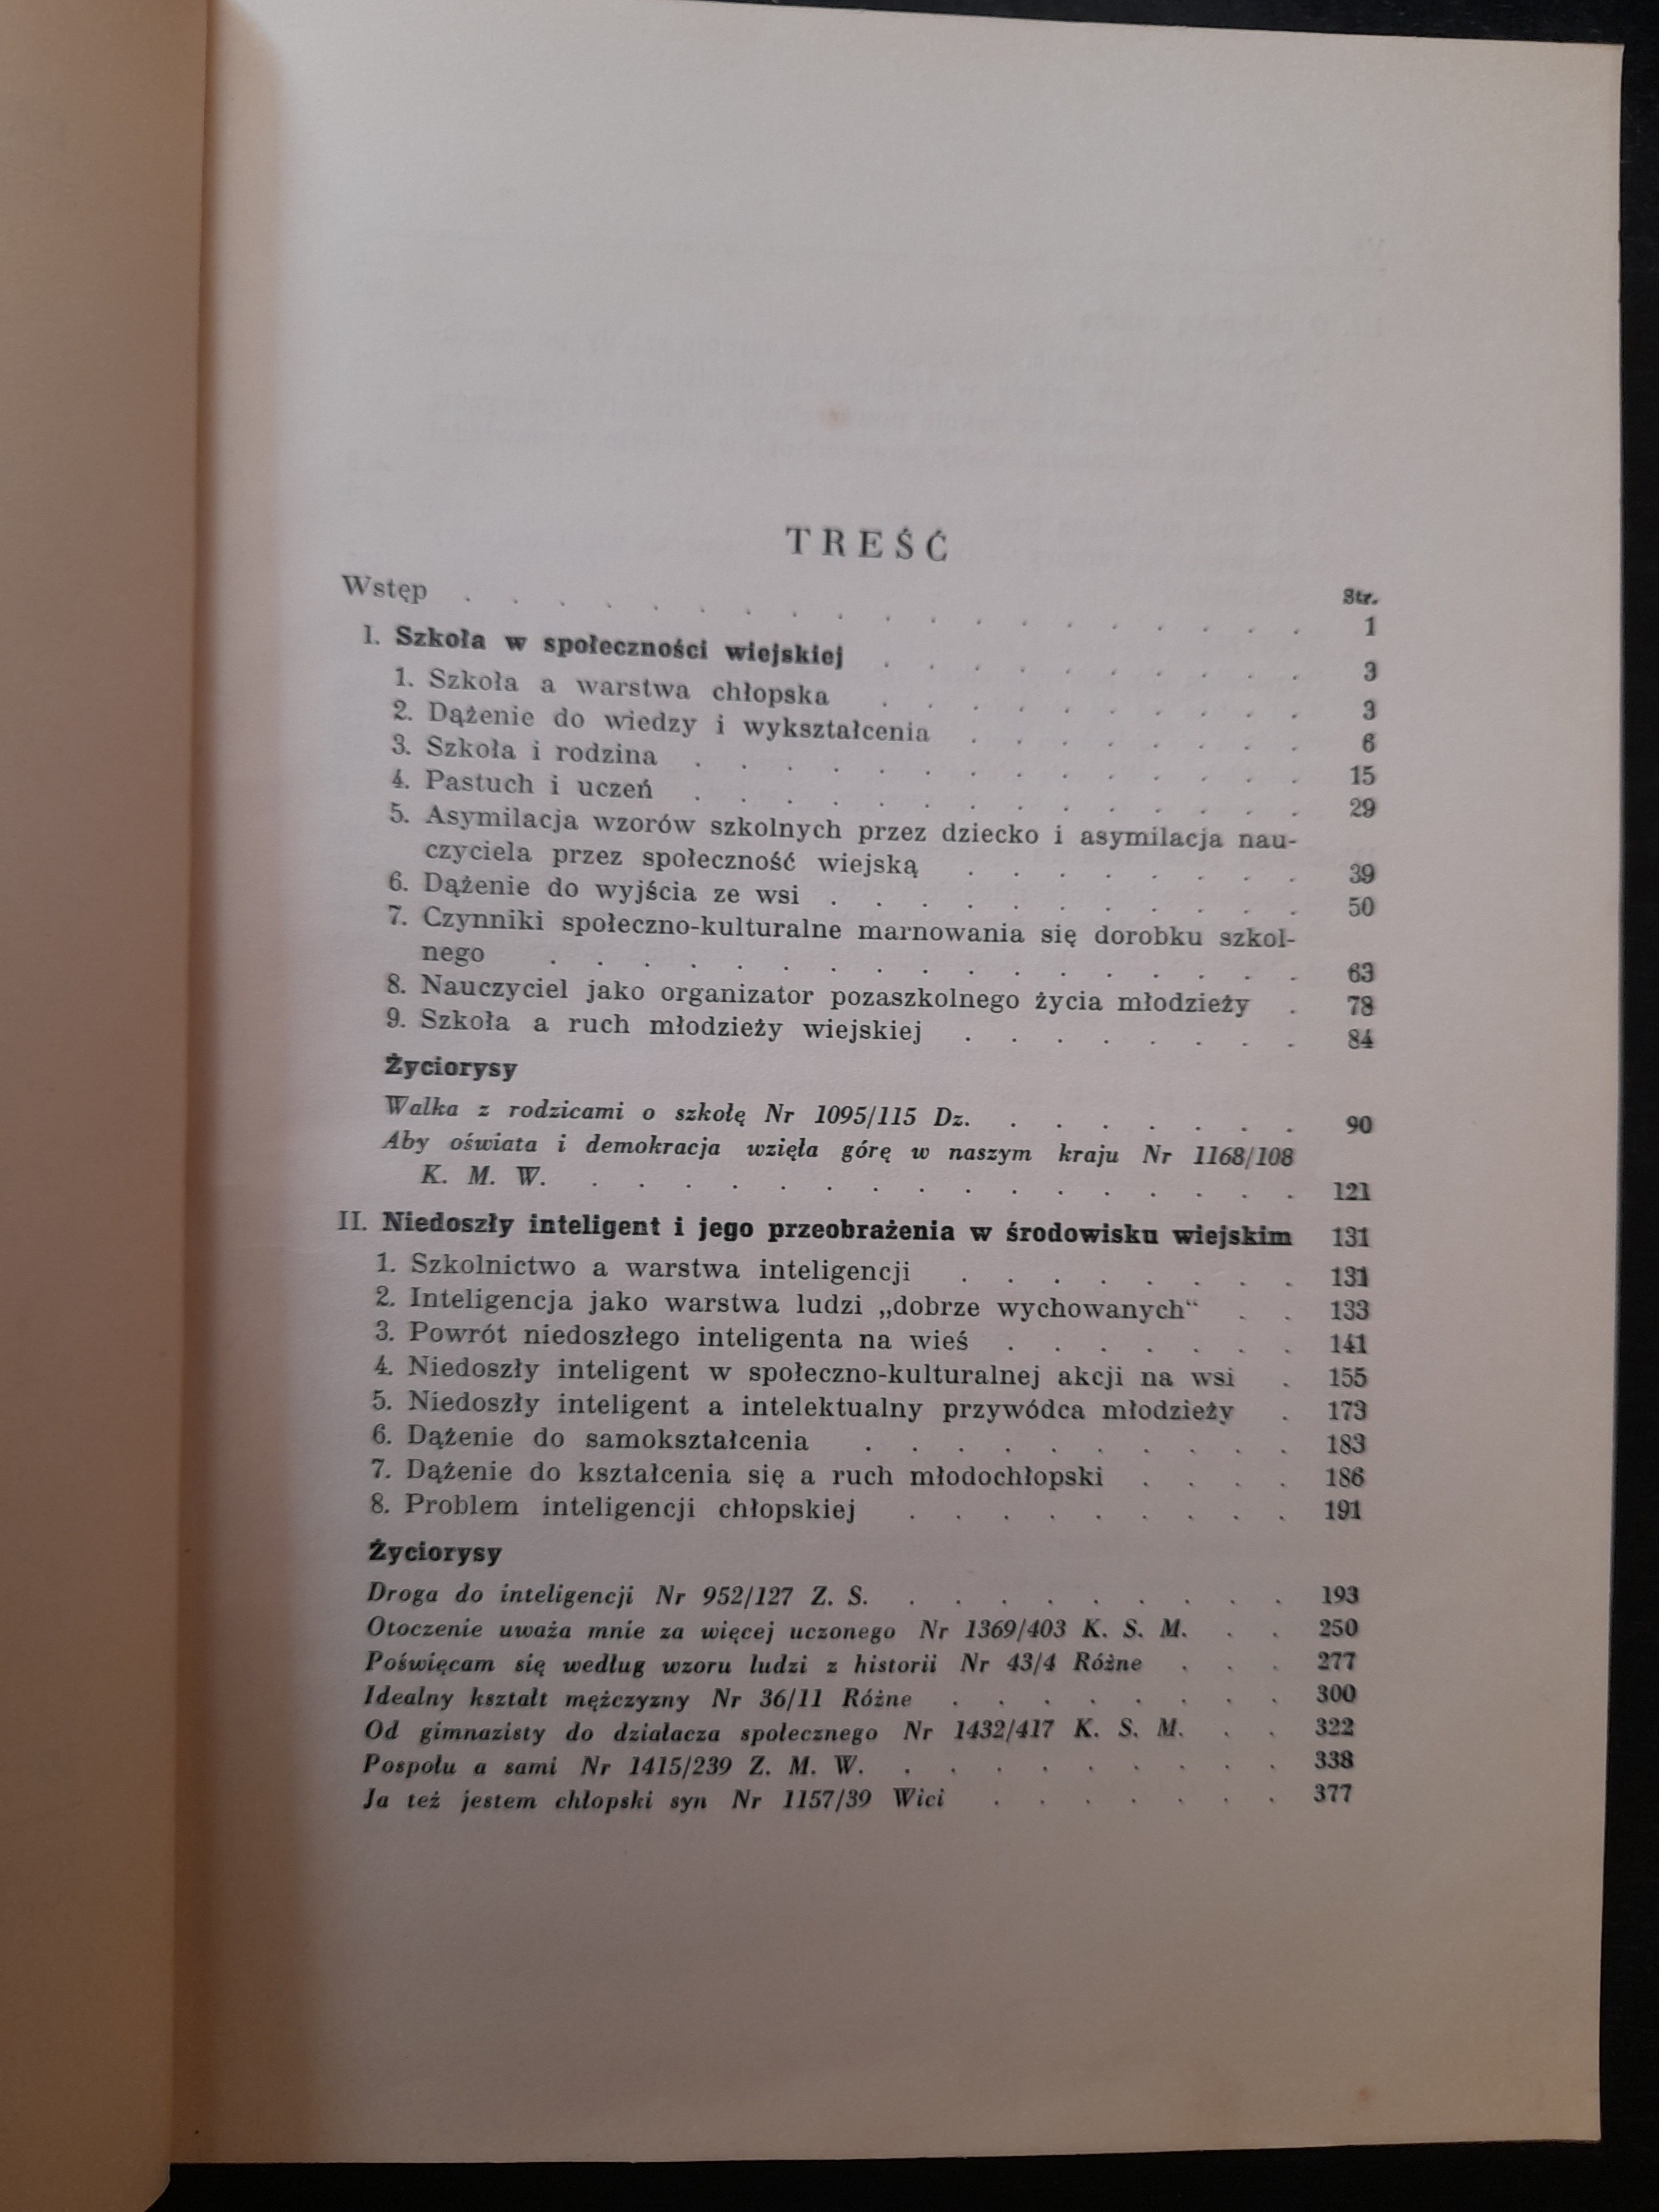 TREŚĆ
Str.
Wstęp . . . . . . . . . . . . . . . . . . . 1
I. Szkoła w społeczności wiejskiej . . . . . . . . . . 3
1. Szkoła a warstwa chłopska . . . . . . . . . . 3
2. Dążenie do wiedzy i wykształcenia . . . . . . . . 6
3. Szkoła i rodzina . . . . . . . . . . . . . . 15
4. Pastuch i uczeń . . . . . . . . . . . . . . 29
5. Asymilacja wzorów szkolnych przez dziecko i asymilacja nau-
czyciela przez społeczność wiejską . . . . . . . . 39
6. Dążenie do wyjścia ze wsi . . . . . . . . . . . 50
7. Czynniki społeczno-kulturalne marnowania się dorobku szkol-
nego . . . . . . . . . . . . . . . . . 63
8. Nauczyciel jako organizator pozaszkolnego życia młodzieży . 78
9. Szkoła a ruch młodzieży wiejskiej . . . . . . . . 84
Życiorysy
Walka z rodzicami o szkołę Nr 1095/115 Dz. . . . . . . . 90
Aby oświata i demokracja wzięła górę w naszym kraju Nr 1168/108
K. M. W. . . . . . . . . . . . . . . . . 121
II. Niedoszły inteligent i jego przeobrażenia w środowisku wiejskim 131
1. Szkolnictwo a warstwa inteligencji . . . . . . . . 131
2. Inteligencja jako warstwa ludzi „dobrze wychowanych“ . . 133
3. Powrót niedoszłego inteligenta na wieś . . . . . . . 141
4. Niedoszły inteligent w społeczno-kulturalnej akcji na wsi . 155
5. Niedoszły inteligent a intelektualny przywódca młodzieży . 173
6. Dążenie do samokształcenia . . . . . . . . . . 183
7. Dążenie do kształcenia się a ruch młodochłopski . . . . 186
8. Problem inteligencji chłopskiej . . . . . . . . . 191
Życiorysy
Droga do inteligencji Nr 952/127 Z. S. . . . . . . . . . 193
Otoczenie uważa mnie za więcej uczonego Nr 1369/403 K. S. M. . . 250
Poświęcam się według wzoru ludzi z historii Nr 43/4 Różne . . . 277
Idealny kształt mężczyzny Nr 36/11 Różne . . . . . . . . 300
Od gimnazisty do działacza społecznego Nr 1432/417 K. S. M. . . 322
Pospołu a sami Nr 1415/239 Z. M. W. . . . . . . . . . 338
Ja też jestem chłopski syn Nr 1157/39 Wici . . . . . . . 377